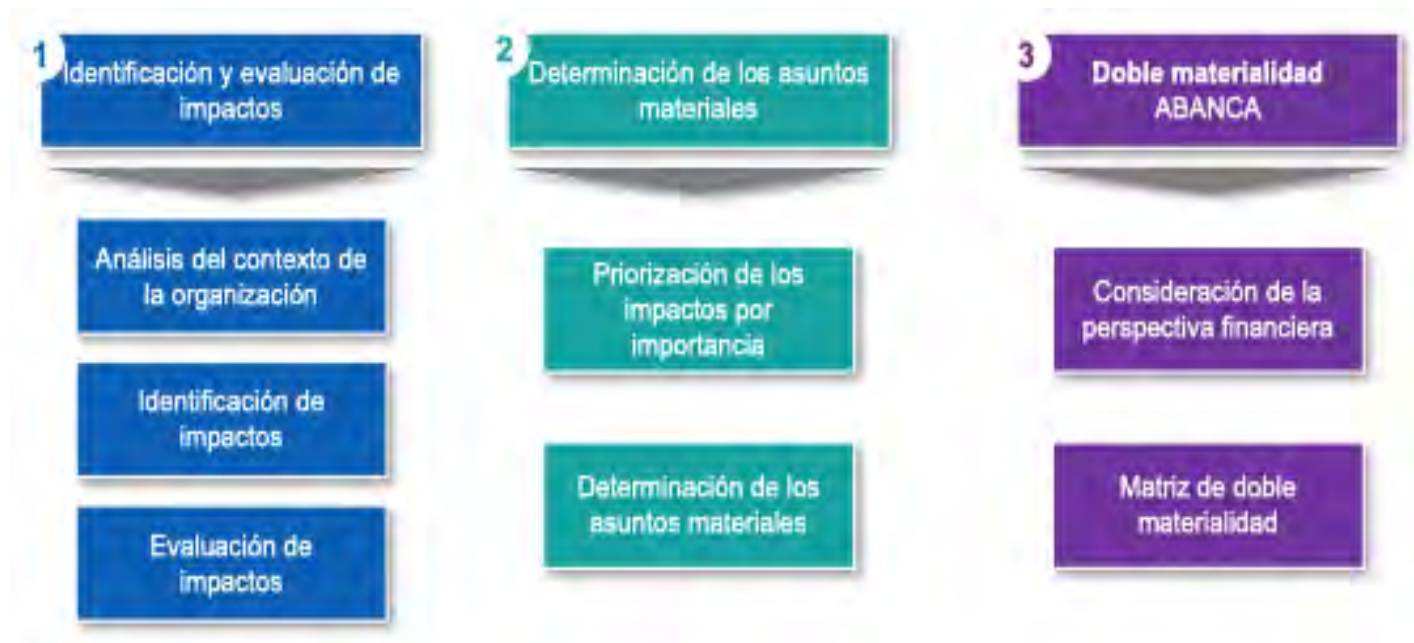 1
Identificación y evaluación de
impactos
Análisis del contexto de
la organización
Identificación de
impactos
Evaluación de
impactos
2
Determinación de los asuntos
materiales
Priorización de los
impactos por
importancia
Determinación de los
asuntos materiales
3
Doble materialidad
ABANCA
Consideración de la
perspectiva financiera
Matriz de doble
materialidad